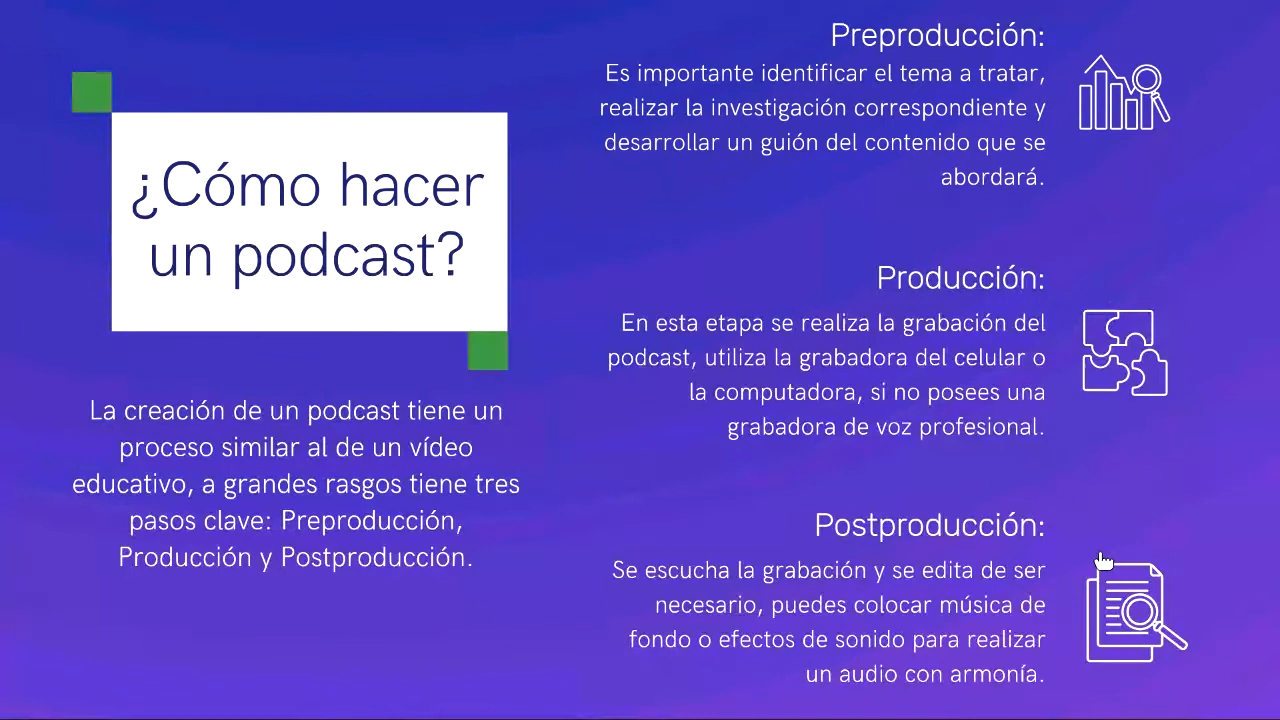 ¿Cómo hacer
un podcast?
La creación de un podcast tiene un
proceso similar al de un vídeo
educativo, a grandes rasgos tiene tres
pasos clave: Preproducción,
Producción y Postproducción.
Preproducción:
Es importante identificar el tema a tratar,
realizar la investigación correspondiente y
desarrollar un guión del contenido que se
abordará.
Producción:
En esta etapa se realiza la grabación del
podcast, utiliza la grabadora del celular o
la computadora, si no posees una
grabadora de voz profesional.
Postproducción:
Se escucha la grabación y se edita de ser
necesario, puedes colocar música de
fondo o efectos de sonido para realizar
un audio con armonía.